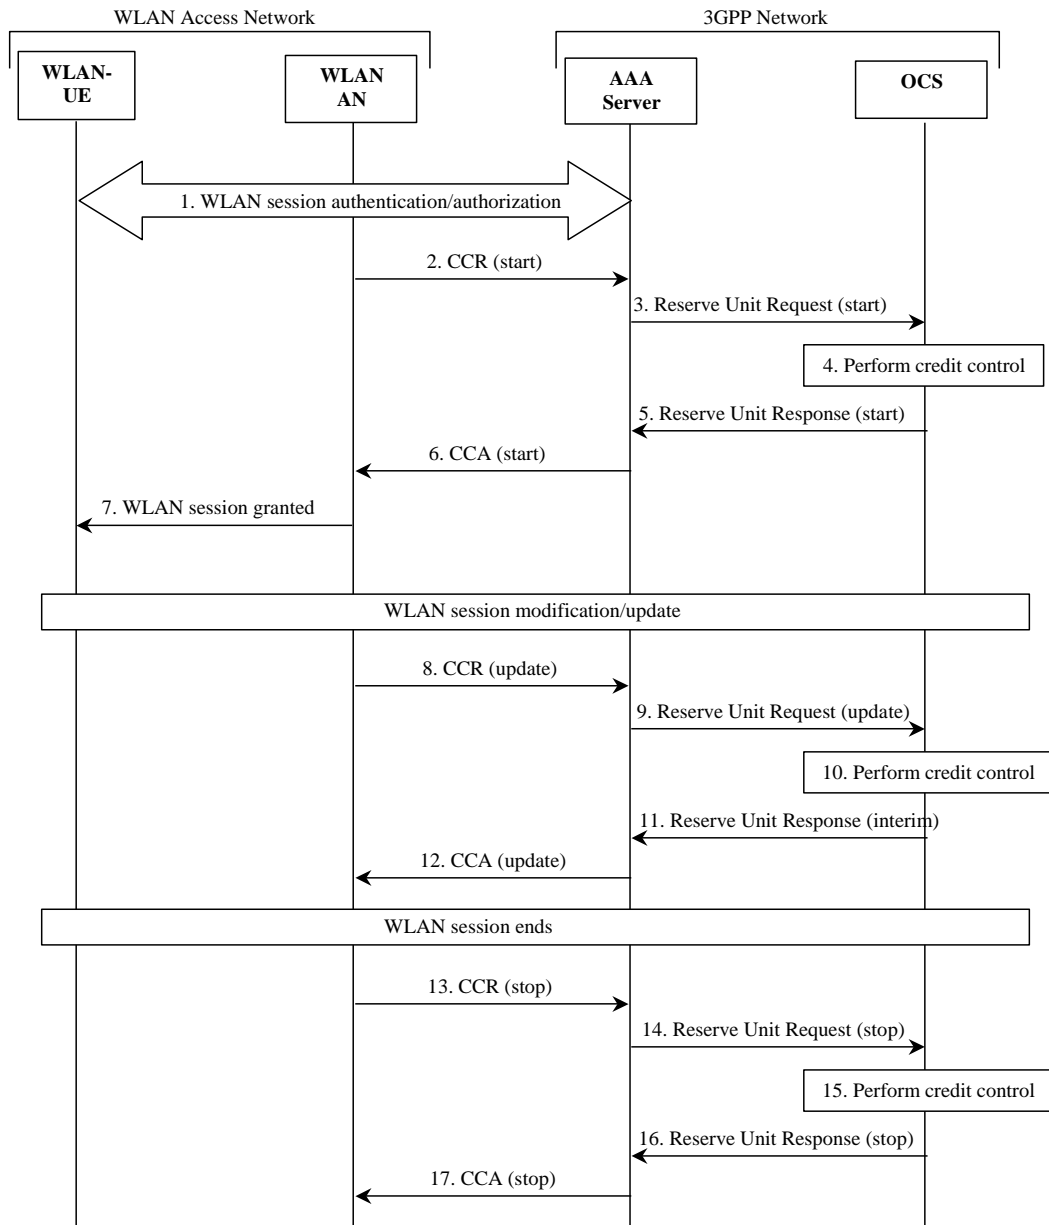 WLAN Access Network
3GPP Network
WLAN-
UE
WLAN
AN
AAA
Server
OCS
1. WLAN session authentication/authorization
2. CCR (start)
3. Reserve Unit Request (start)
4. Perform credit control
5. Reserve Unit Response (start)
6. CCA (start)
7. WLAN session granted
WLAN session modification/update
8. CCR (update)
9. Reserve Unit Request (update)
10. Perform credit control
11. Reserve Unit Response (interim)
12. CCA (update)
WLAN session ends
13. CCR (stop)
14. Reserve Unit Request (stop)
15. Perform credit control
16. Reserve Unit Response (stop)
17. CCA (stop)